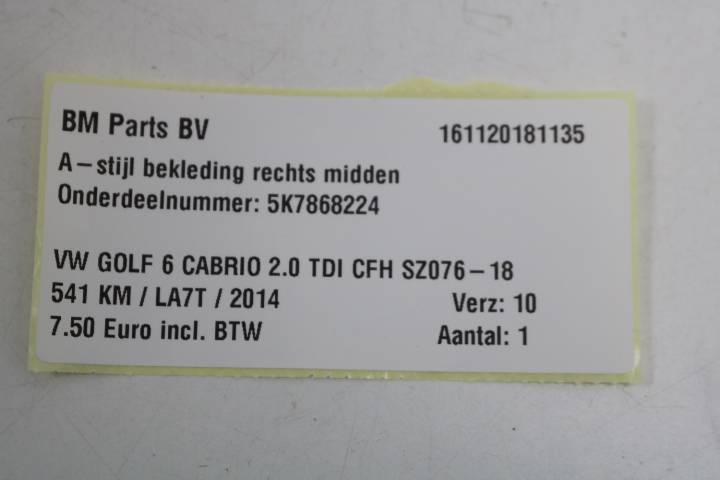 BM Parts BV 161120181135
A-stijl bekleding rechts midden
Onderdeelnummer: 5K7868224
VW GOLF 6 CABRIO 2.0 TDI CFH SZ076-18
541 KM / LA7T / 2014 Verz: 10
7.50 Euro incl. BTW Aantal: 1